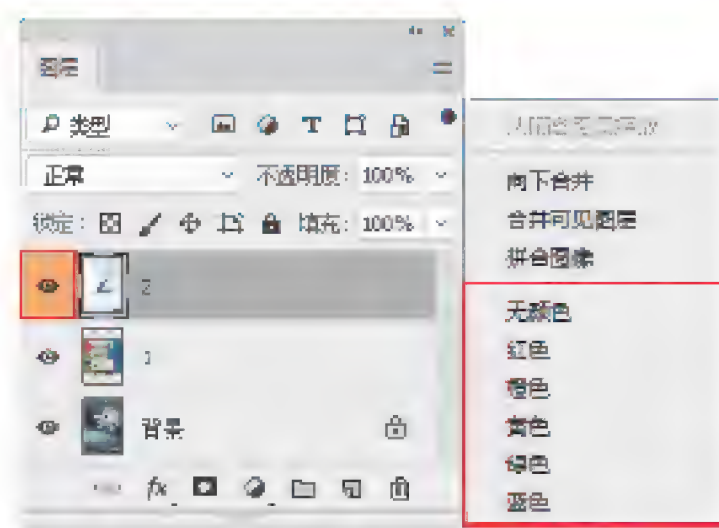 图层
类型
正常 不透明度: 100%
锁定: 填充: 100%
2
1
背景
fx
向下合并
合并可见图层
拼合图像
无颜色
红色
橙色
黄色
绿色
蓝色